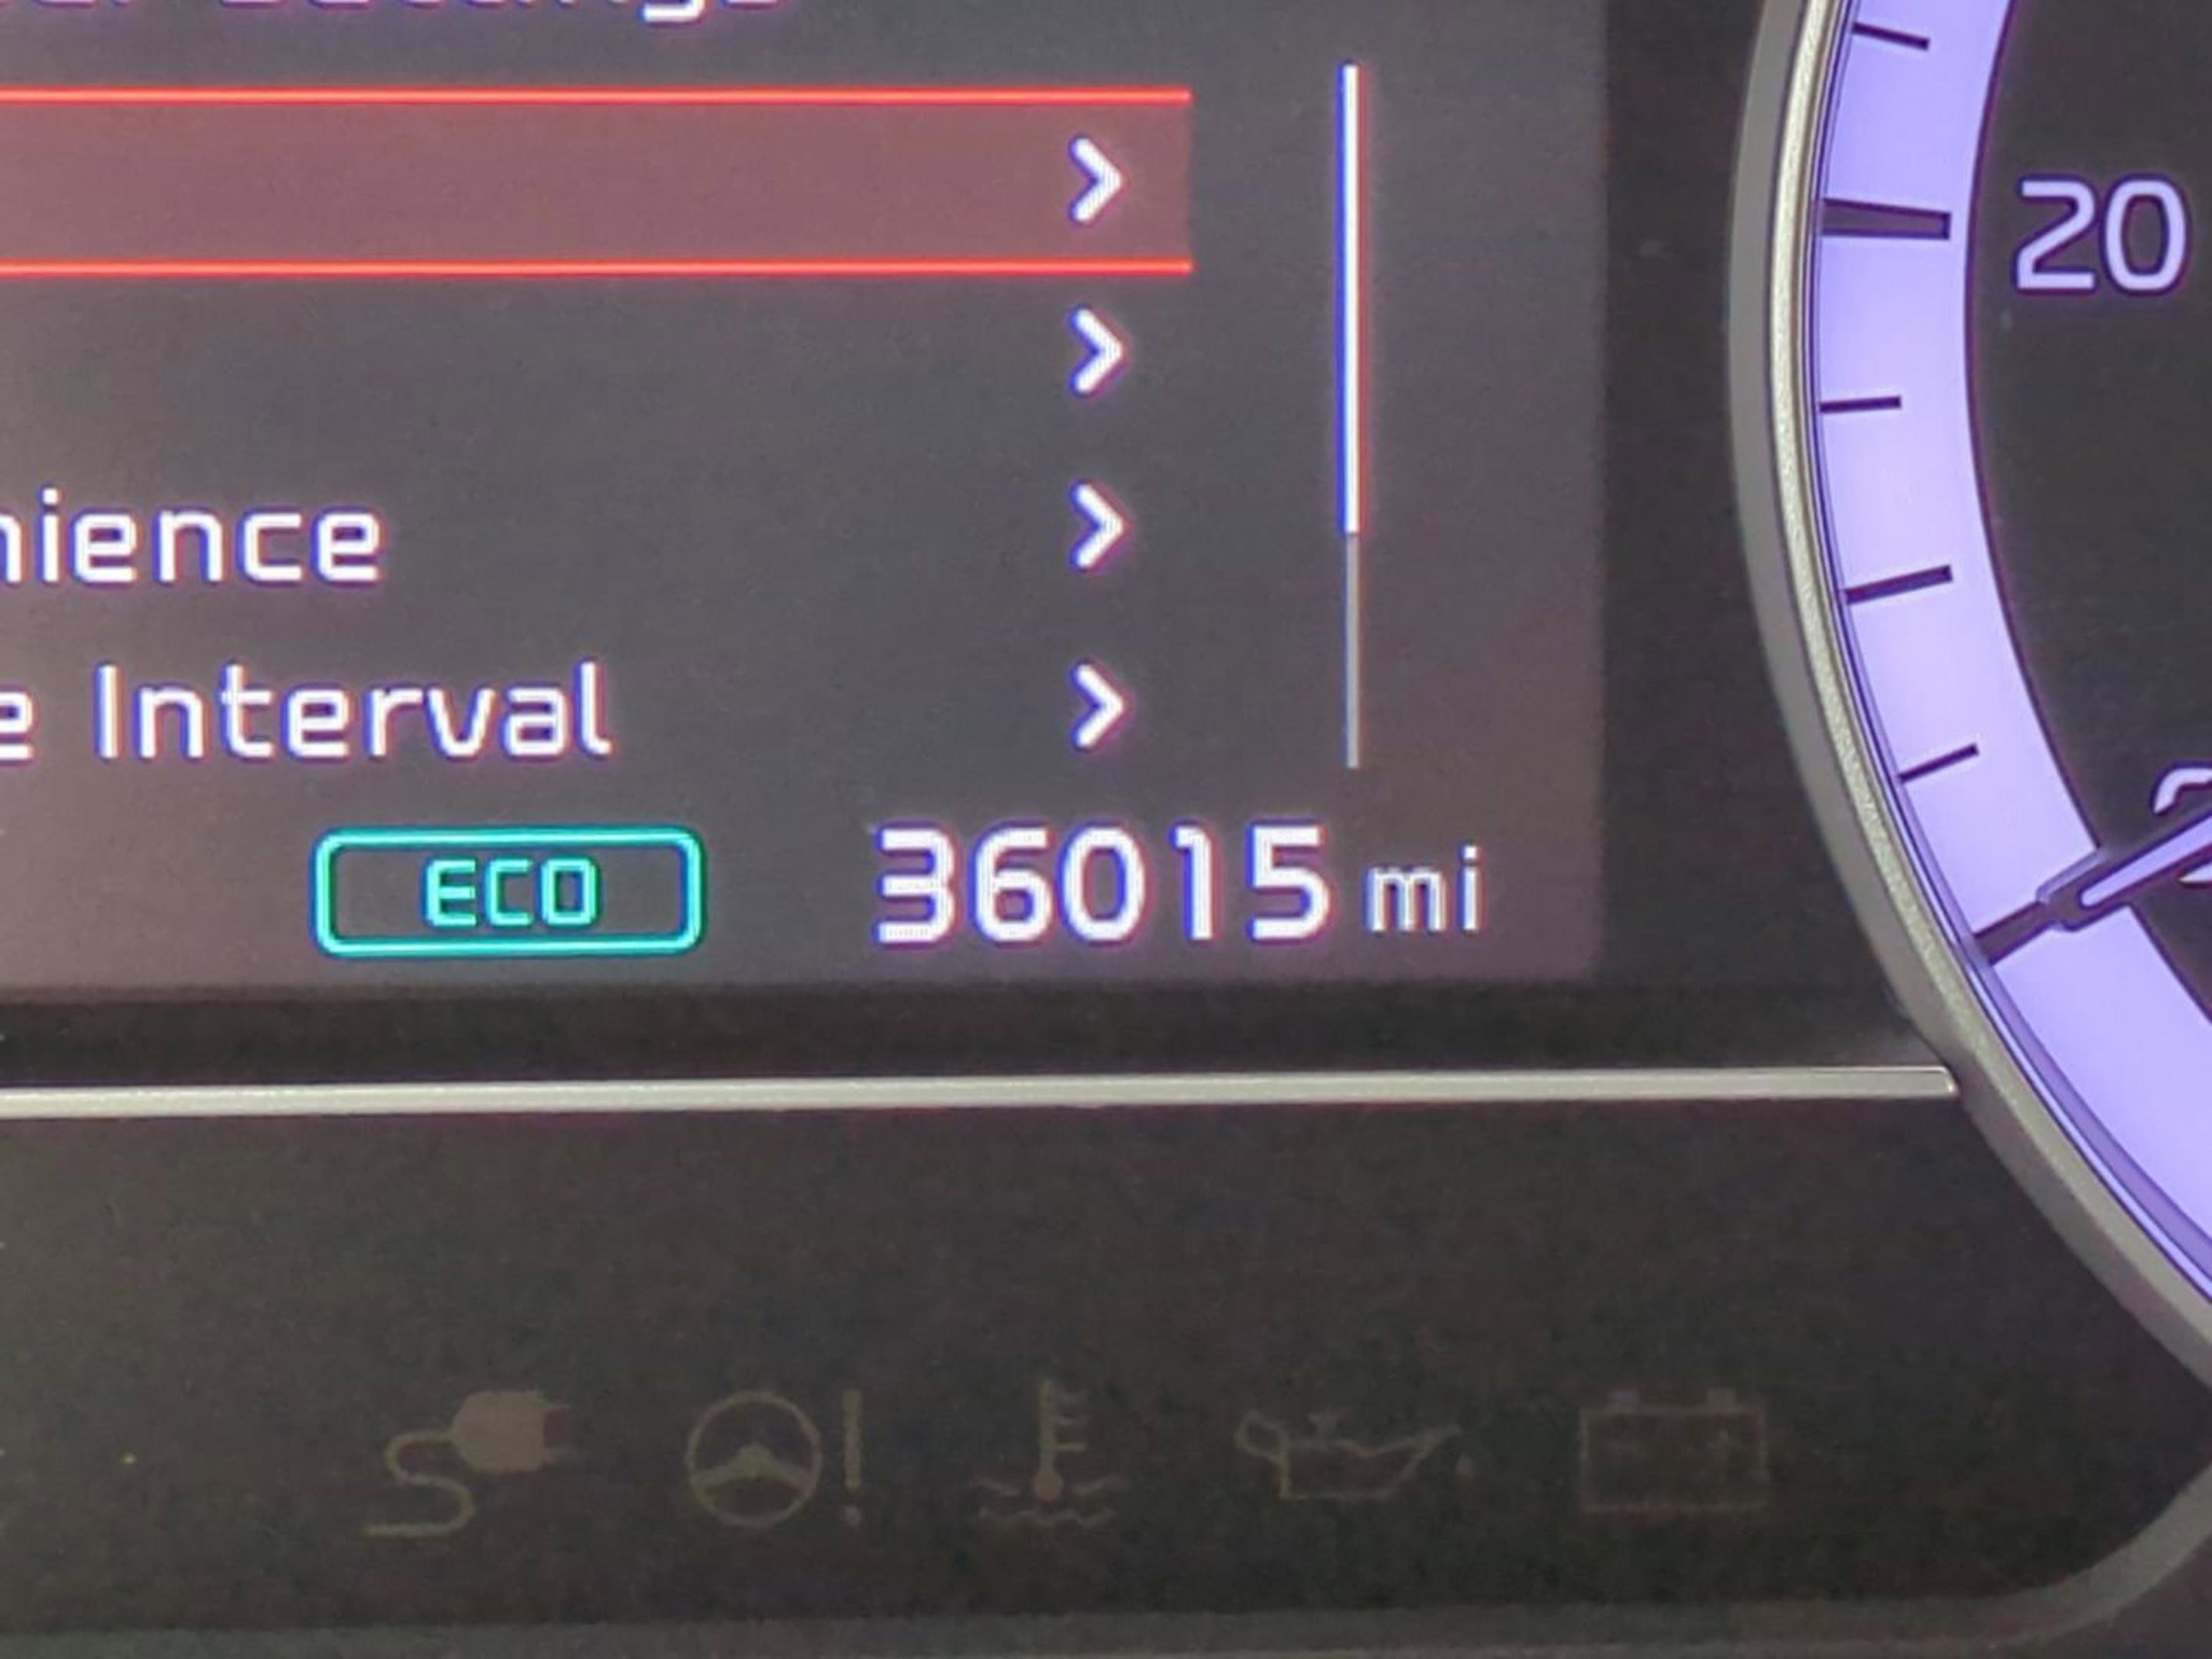 20
nience
e Interval
ECO 36015 mi